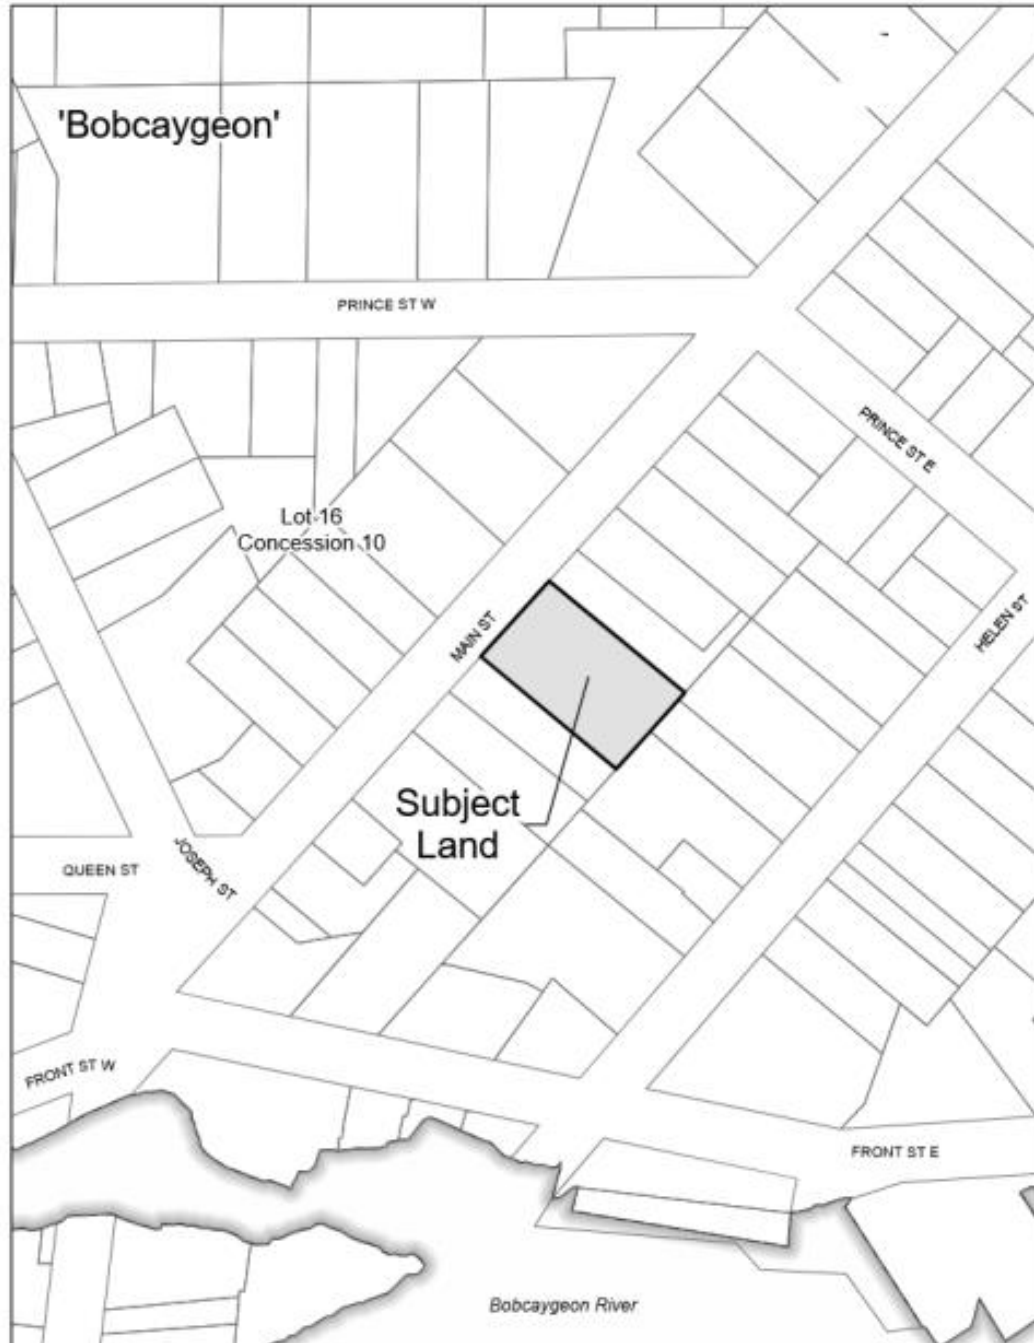 'Bobcaygeon'
PRINCE ST W
PRINCE ST E
Lot 16
Concession 10
MAIN ST
HELEN ST
Subject
Land
QUEEN ST
JOSEPH ST
FRONT ST W
FRONT ST E
Bobcaygeon River